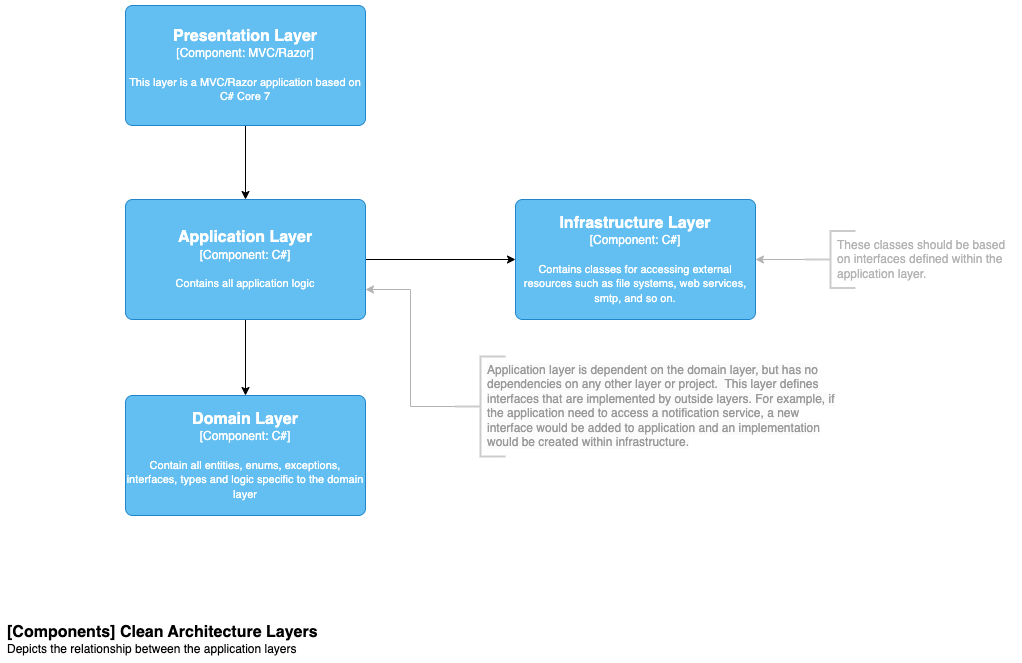 Presentation Layer
[Component: MVC/Razor]
This layer is a MVC/Razor application based on
C# Core 7
Application Layer
[Component: C#]
Contains all application logic
Infrastructure Layer
[Component: C#]
Contains classes for accessing external
resources such as file systems, web services,
smtp, and so on.
These classes should be based
on interfaces defined within the
application layer.
Application layer is dependent on the domain layer, but has no
dependencies on any other layer or project.  This layer defines
interfaces that are implemented by outside layers. For example, if
the application need to access a notification service, a new
interface would be added to application and an implementation
would be created within infrastructure.
Domain Layer
[Component: C#]
Contain all entities, enums, exceptions,
interfaces, types and logic specific to the domain
layer
[Components] Clean Architecture Layers
Depicts the relationship between the application layers